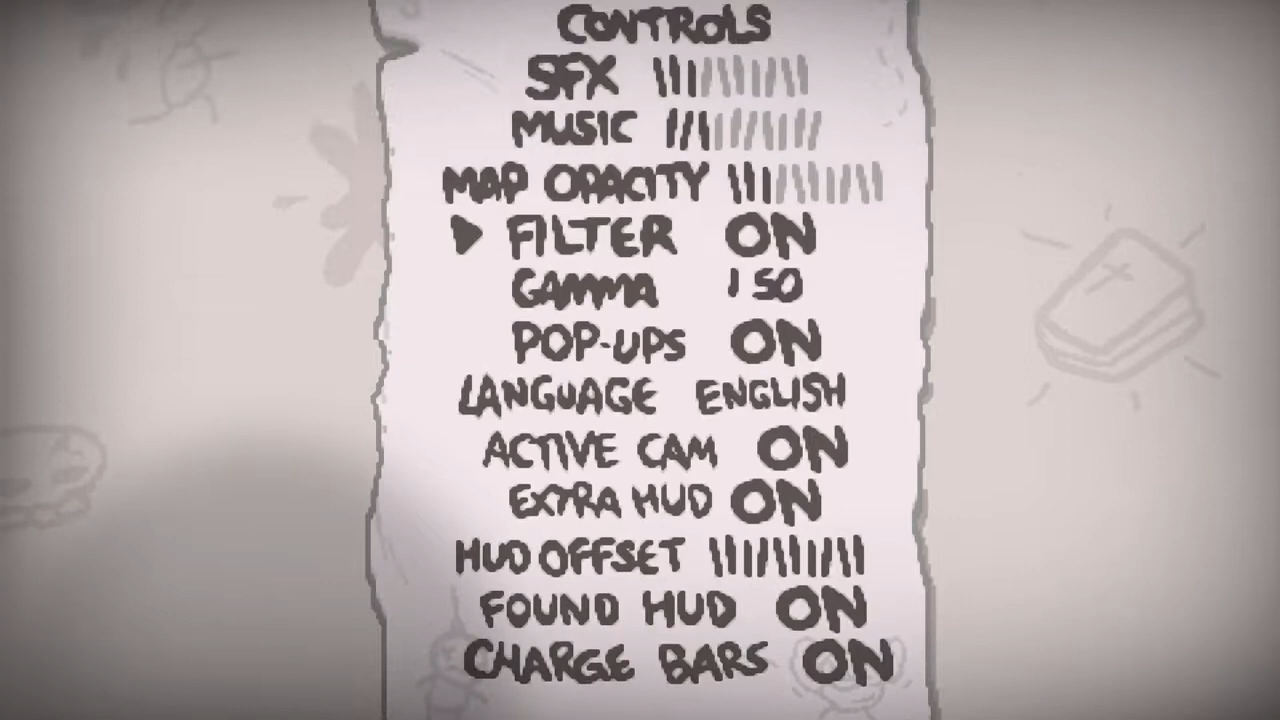 CONTROLS
SFX
MUSIC
MAP OPACITY
FILTER ON
GAMMA 1 50
POP-UPS ON
LANGUAGE ENGLISH
ACTIVE CAM ON
EXTRA HUD ON
HUD OFFSET
FOUND HUD ON
CHARGE BARS ON